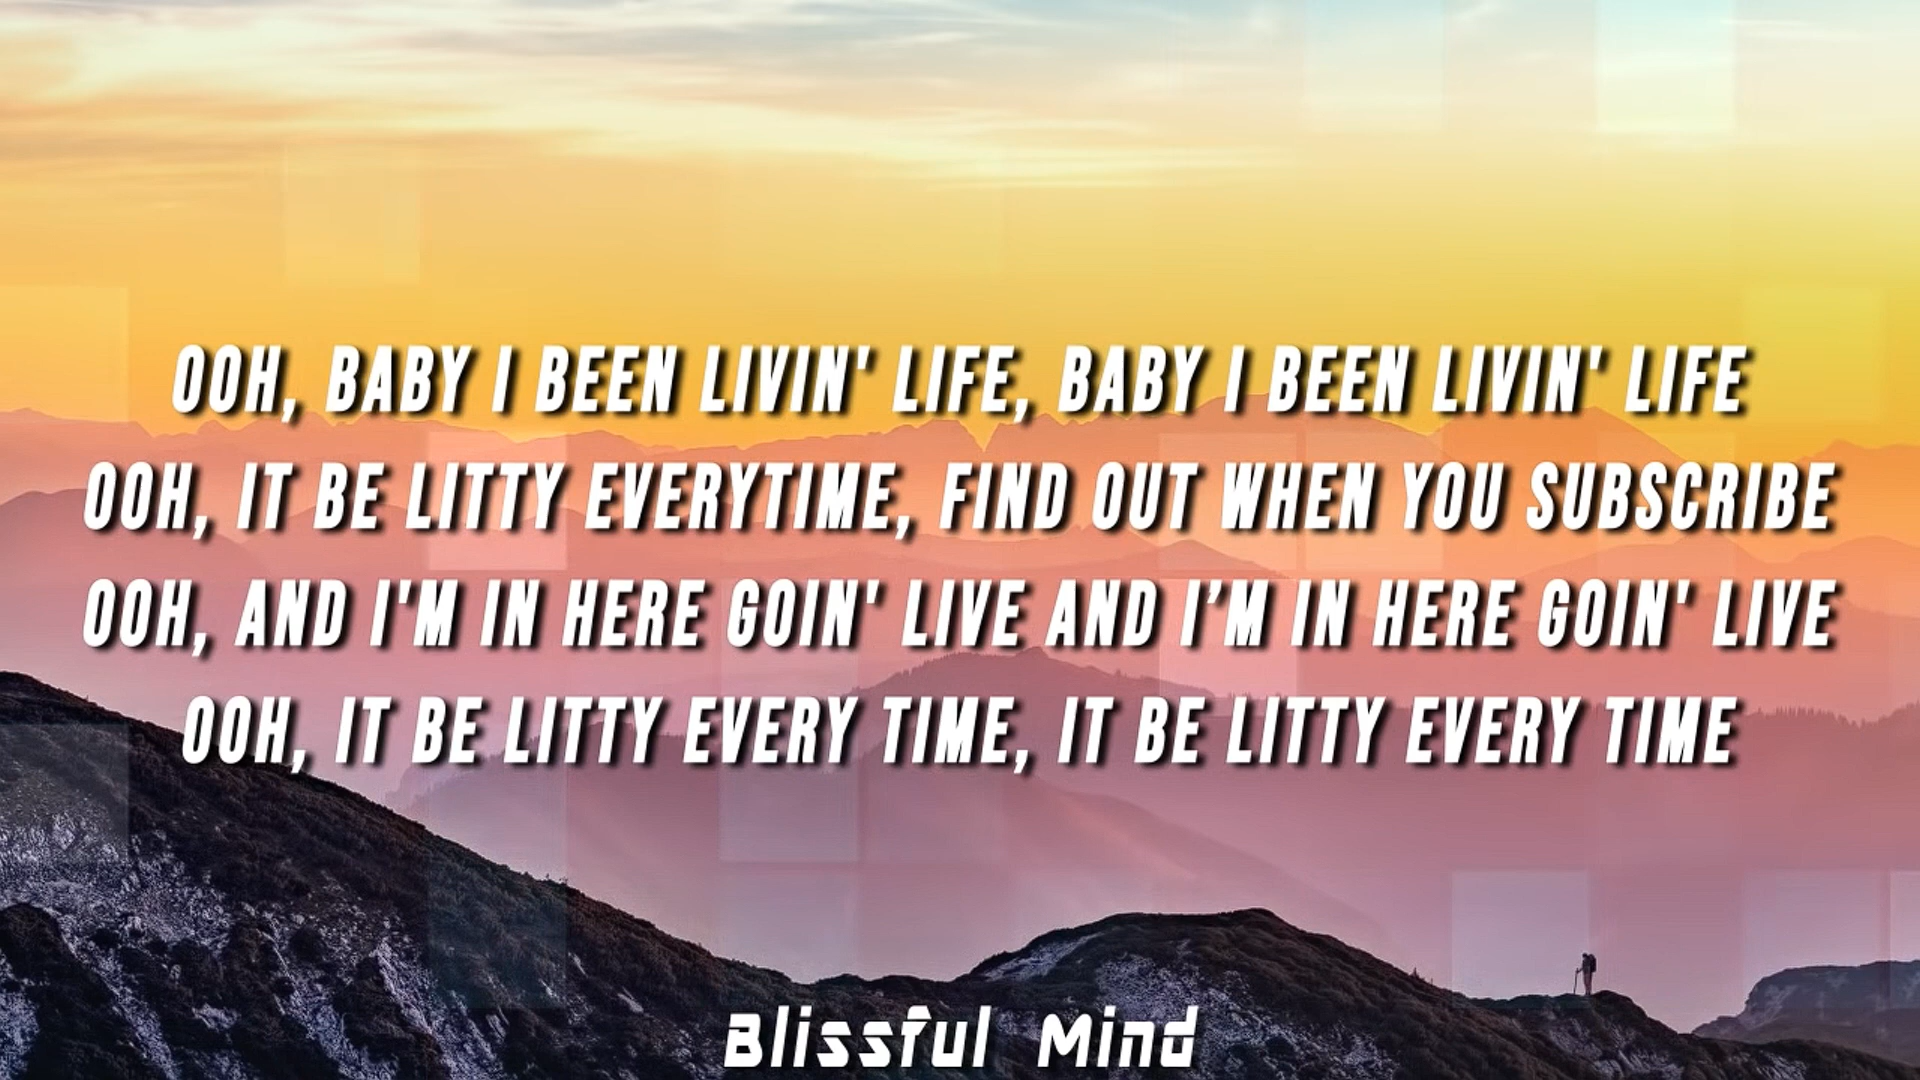 OOH, BABY I BEEN LIVIN' LIFE, BABY I BEEN LIVIN' LIFE
OOH, IT BE LITTY EVERYTIME, FIND OUT WHEN YOU SUBSCRIBE
OOH, AND I'M IN HERE GOIN' LIVE AND I’M IN HERE GOIN' LIVE
OOH, IT BE LITTY EVERY TIME, IT BE LITTY EVERY TIME
Blissful Mind